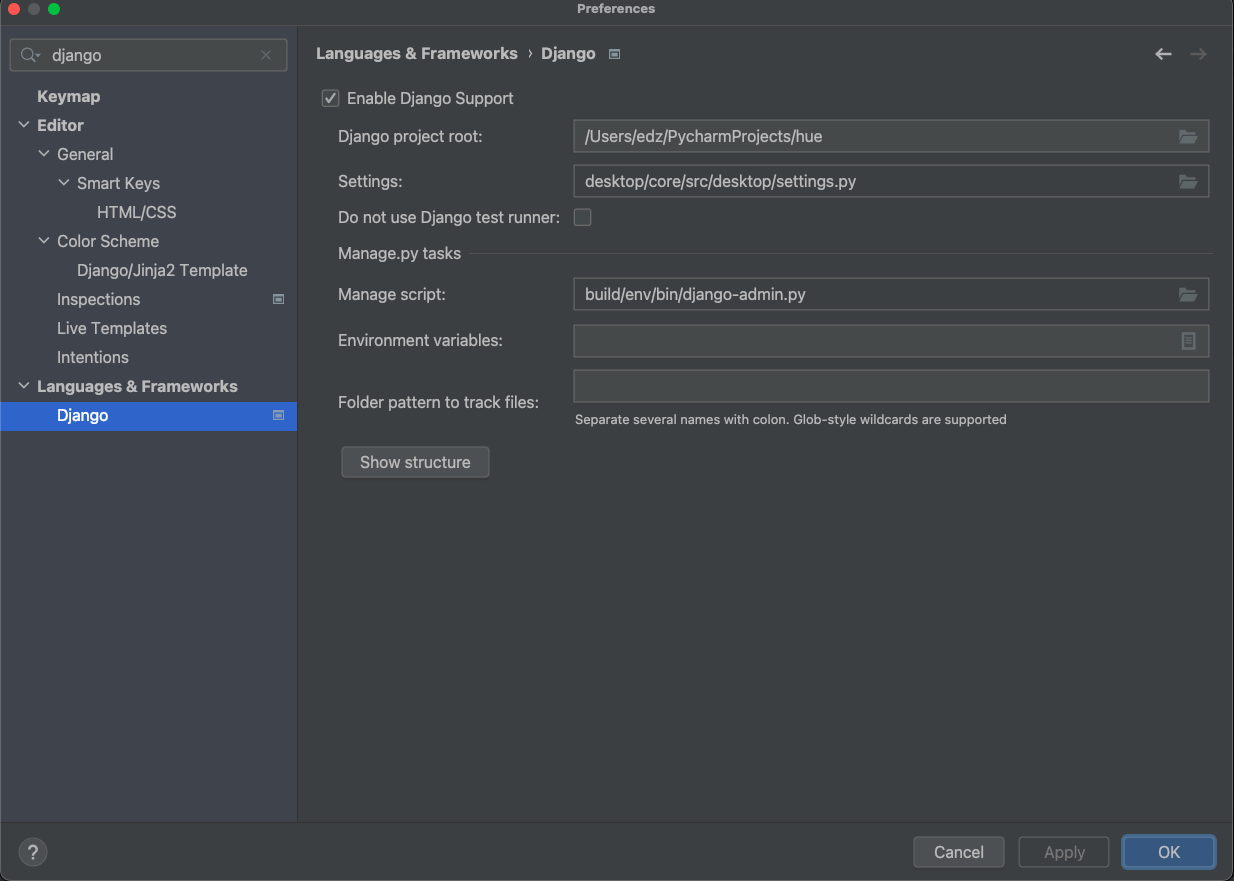 Preferences
django
Keymap
Editor
General
Smart Keys
HTML/CSS
Color Scheme
Django/Jinja2 Template
Inspections
Live Templates
Intentions
Languages & Frameworks
Django
Languages & Frameworks › Django
Enable Django Support
Django project root: /Users/edz/PycharmProjects/hue
Settings: desktop/core/src/desktop/settings.py
Do not use Django test runner:
Manage.py tasks
Manage script: build/env/bin/django-admin.py
Environment variables:
Folder pattern to track files:
Separate several names with colon. Glob-style wildcards are supported
Show structure
? Cancel Apply OK